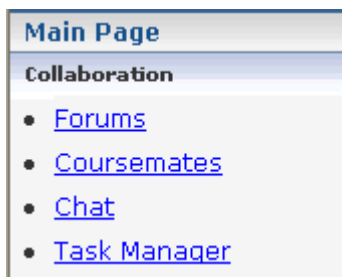 Main Page
Collaboration
Forums
Coursemates
Chat
Task Manager